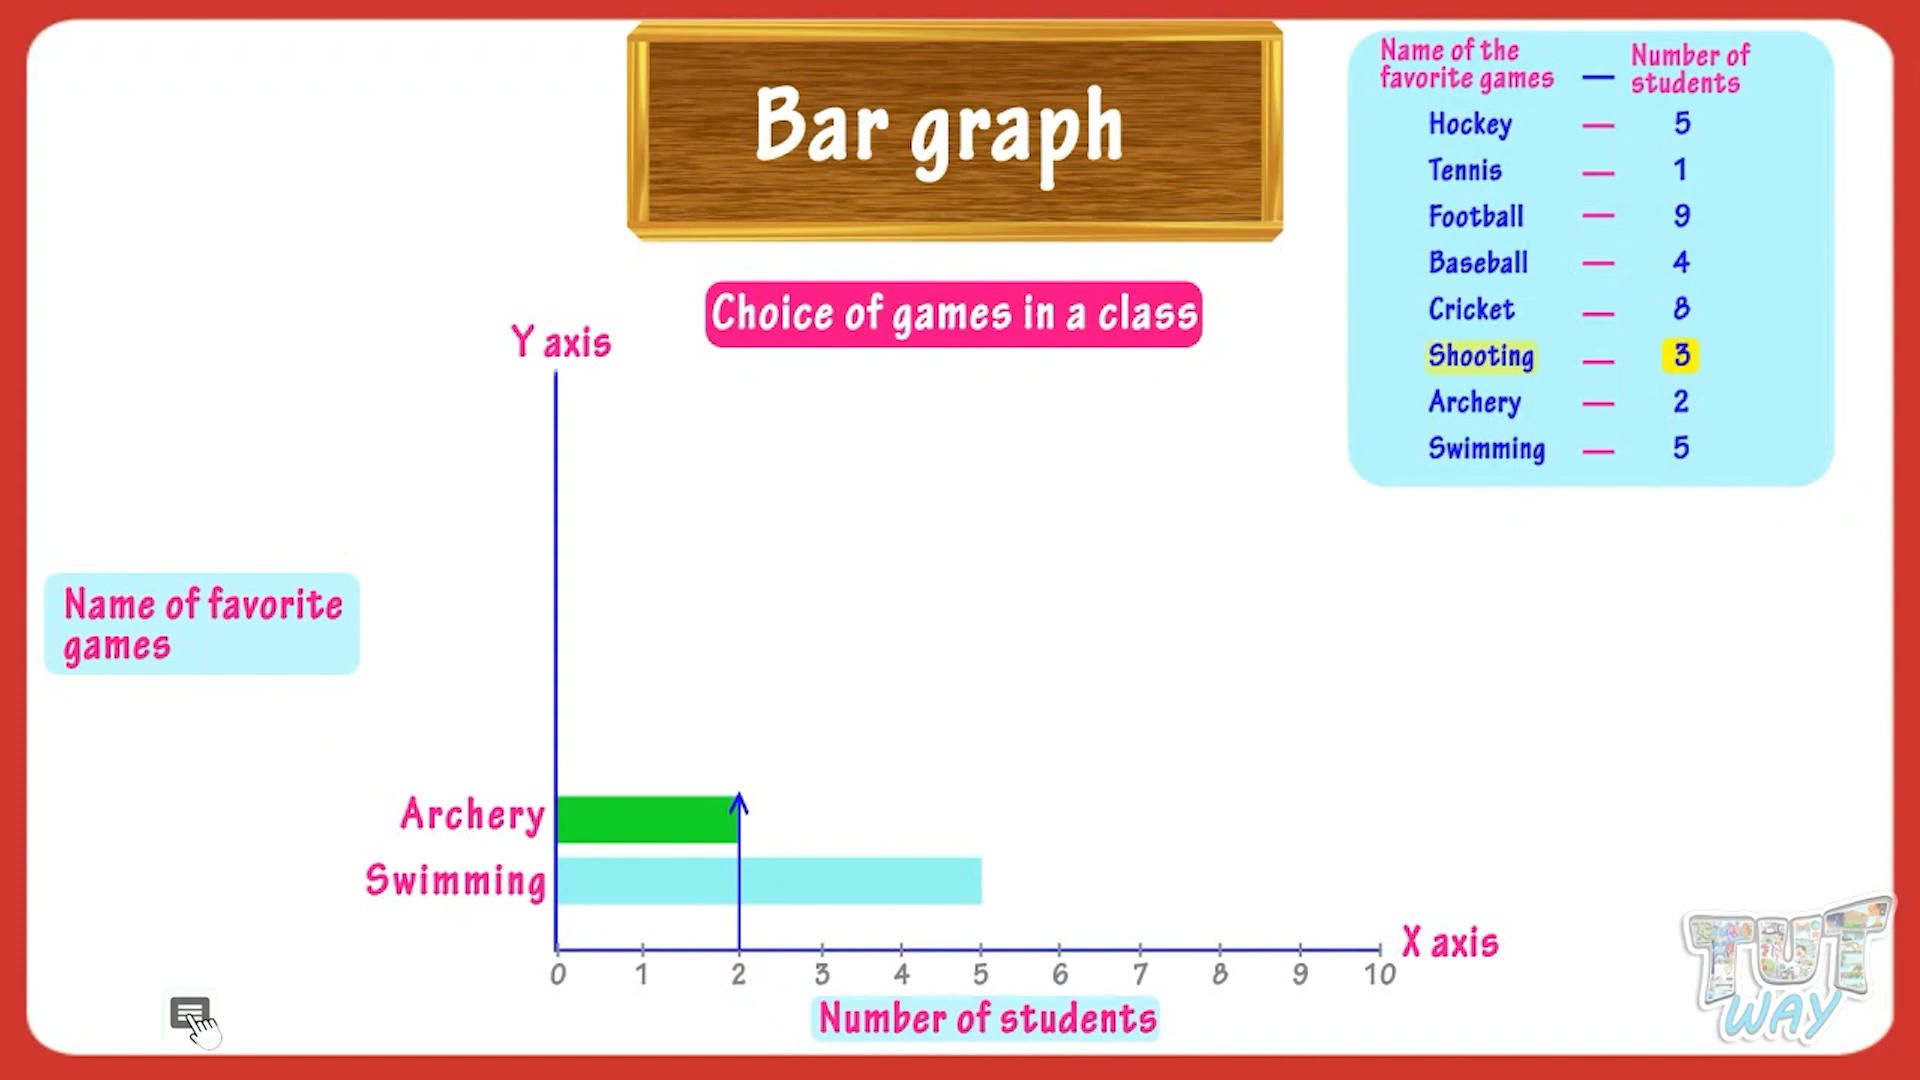 Bar graph
Name of the
favorite games — Number of
students
Hockey — 5
Tennis — 1
Football — 9
Baseball — 4
Cricket — 8
Shooting — 3
Archery — 2
Swimming — 5
Choice of games in a class
Y axis
Name of favorite
games
Archery
Swimming
X axis
0 1 2 3 4 5 6 7 8 9 10
Number of students
TUT
WAY